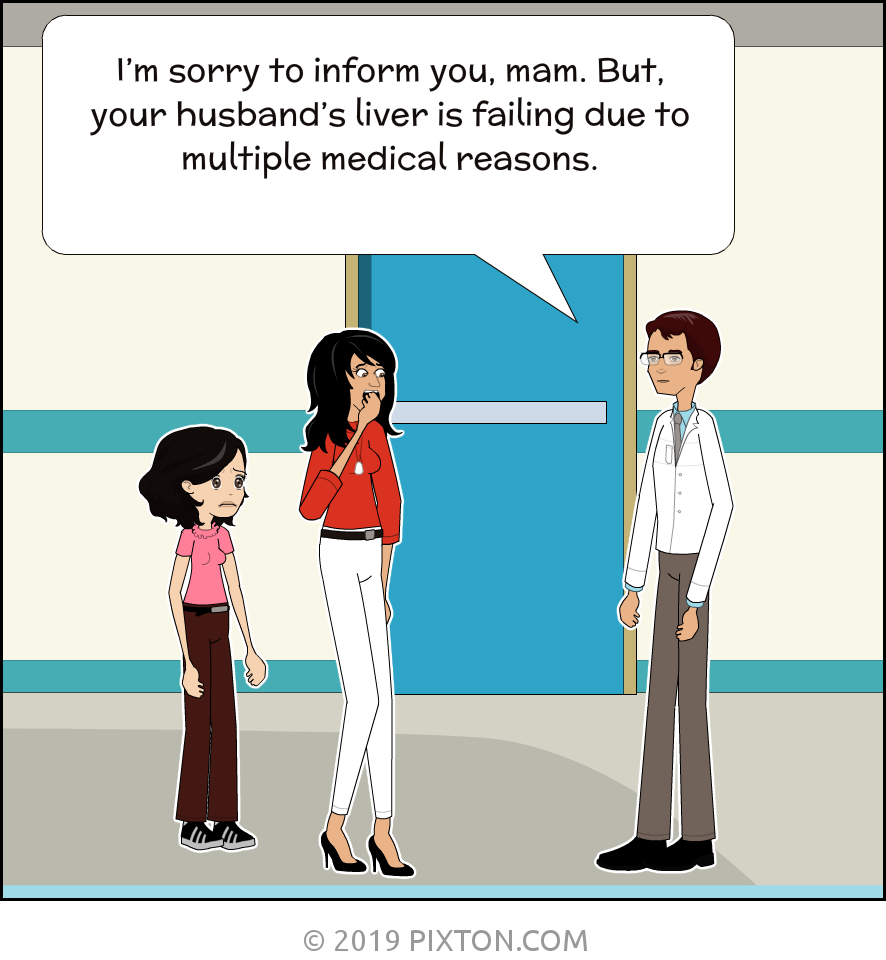 I'm sorry to inform you, mam. But,
your husband's liver is failing due to
multiple medical reasons.
© 2019 PIXTON.COM